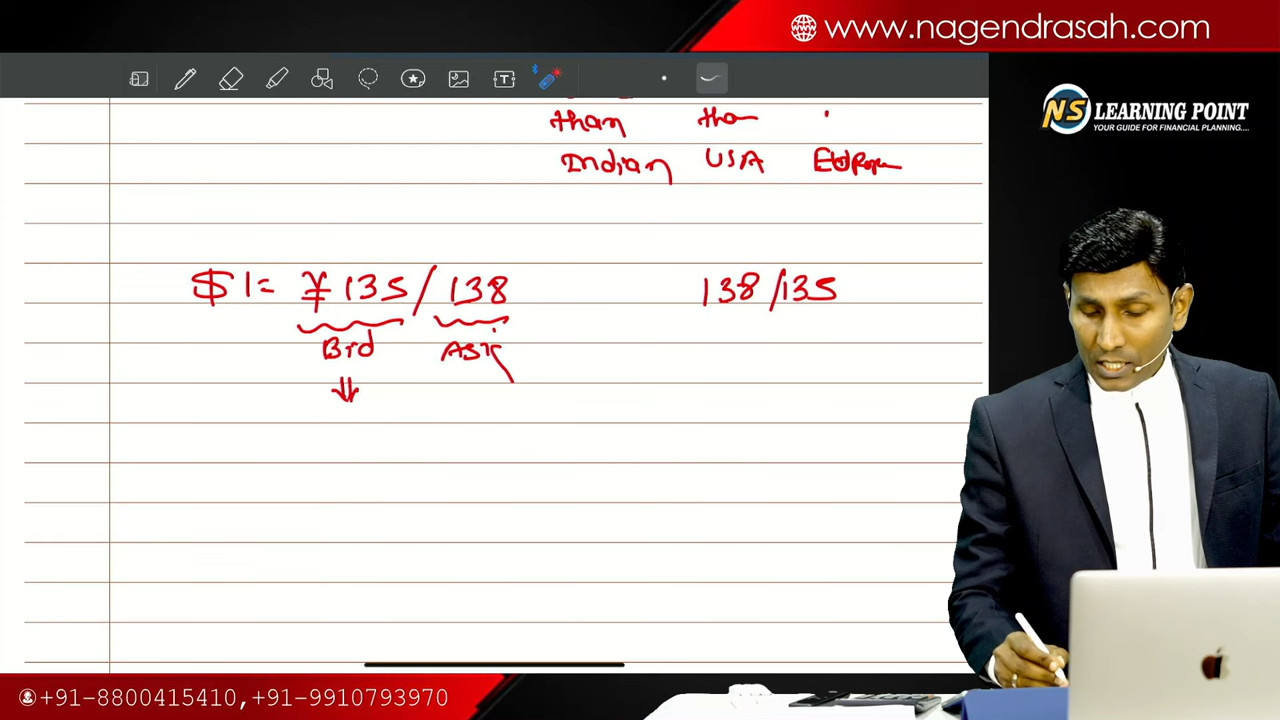 www.nagendrasah.com
NS LEARNING POINT
YOUR GUIDE FOR FINANCIAL PLANNING....
than than
Indian USA Europe
$1= ¥135/138 138/135
Bid Ask
+91-8800415410,+91-9910793970